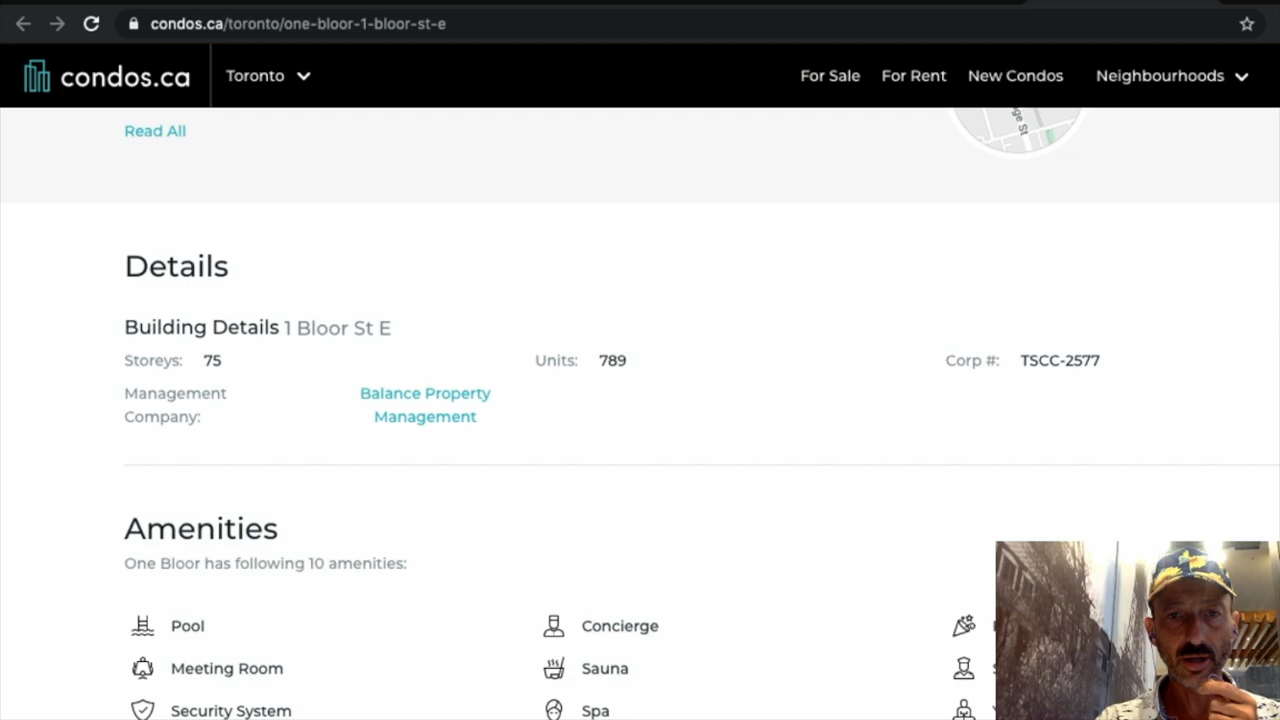 condos.ca/toronto/one-bloor-1-bloor-st-e
condos.ca
Toronto
For Sale
For Rent
New Condos
Neighbourhoods
Read All
Details
Building Details 1 Bloor St E
Storeys: 75
Units: 789
Corp #: TSCC-2577
Management
Company:
Balance Property
Management
Amenities
One Bloor has following 10 amenities:
Pool
Concierge
Meeting Room
Sauna
Security System
Spa